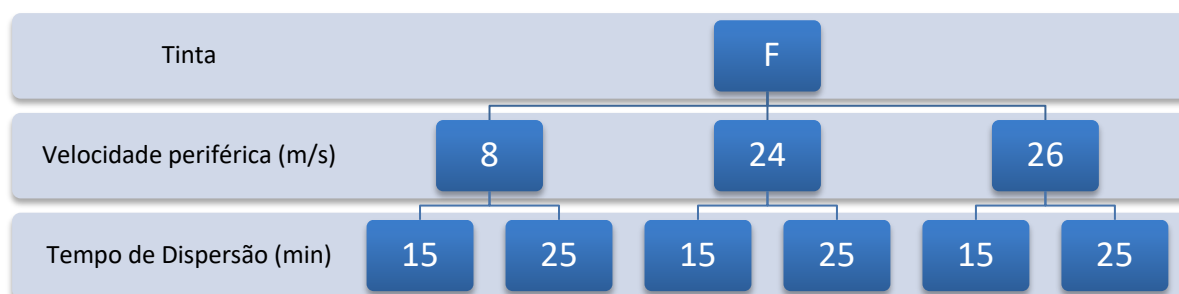 Tinta F
Velocidade periférica (m/s) 8 24 26
Tempo de Dispersão (min) 15 25 15 25 15 25